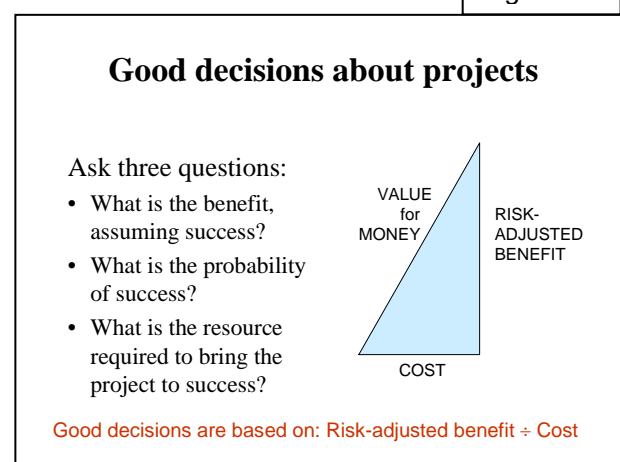 Good decisions about projects
Ask three questions:
• What is the benefit,
assuming success?
• What is the probability
of success?
• What is the resource
required to bring the
project to success?
VALUE
for
MONEY
RISK-
ADJUSTED
BENEFIT
COST
Good decisions are based on: Risk-adjusted benefit ÷ Cost